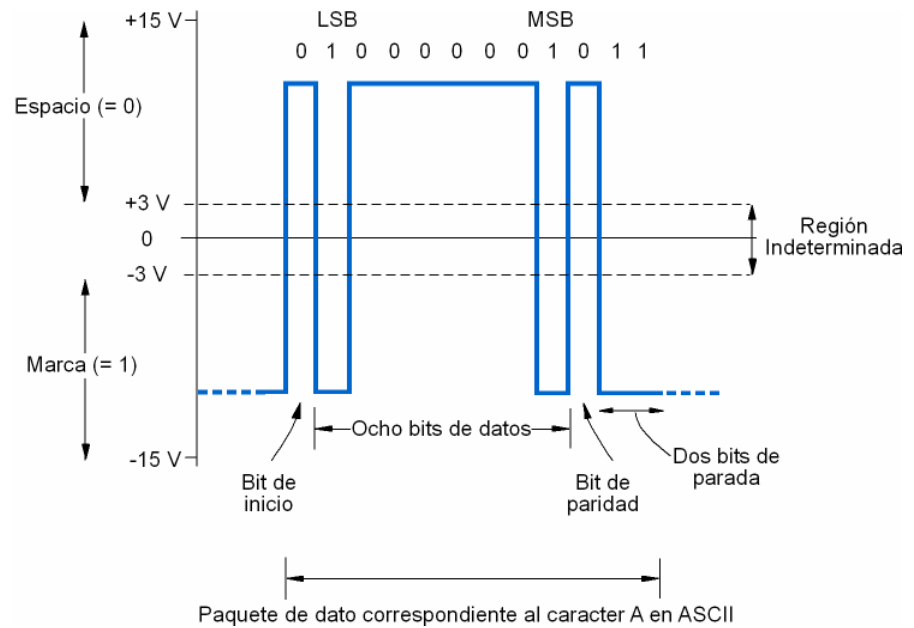 +15 V
LSB
MSB
0 1 0 0 0 0 0 1 0 1 1
Espacio (= 0)
+3 V
0
-3 V
Región
Indeterminada
Marca (= 1)
-15 V
Ocho bits de datos
Bit de
inicio
Bit de
paridad
Dos bits de
parada
Paquete de dato correspondiente al caracter A en ASCII